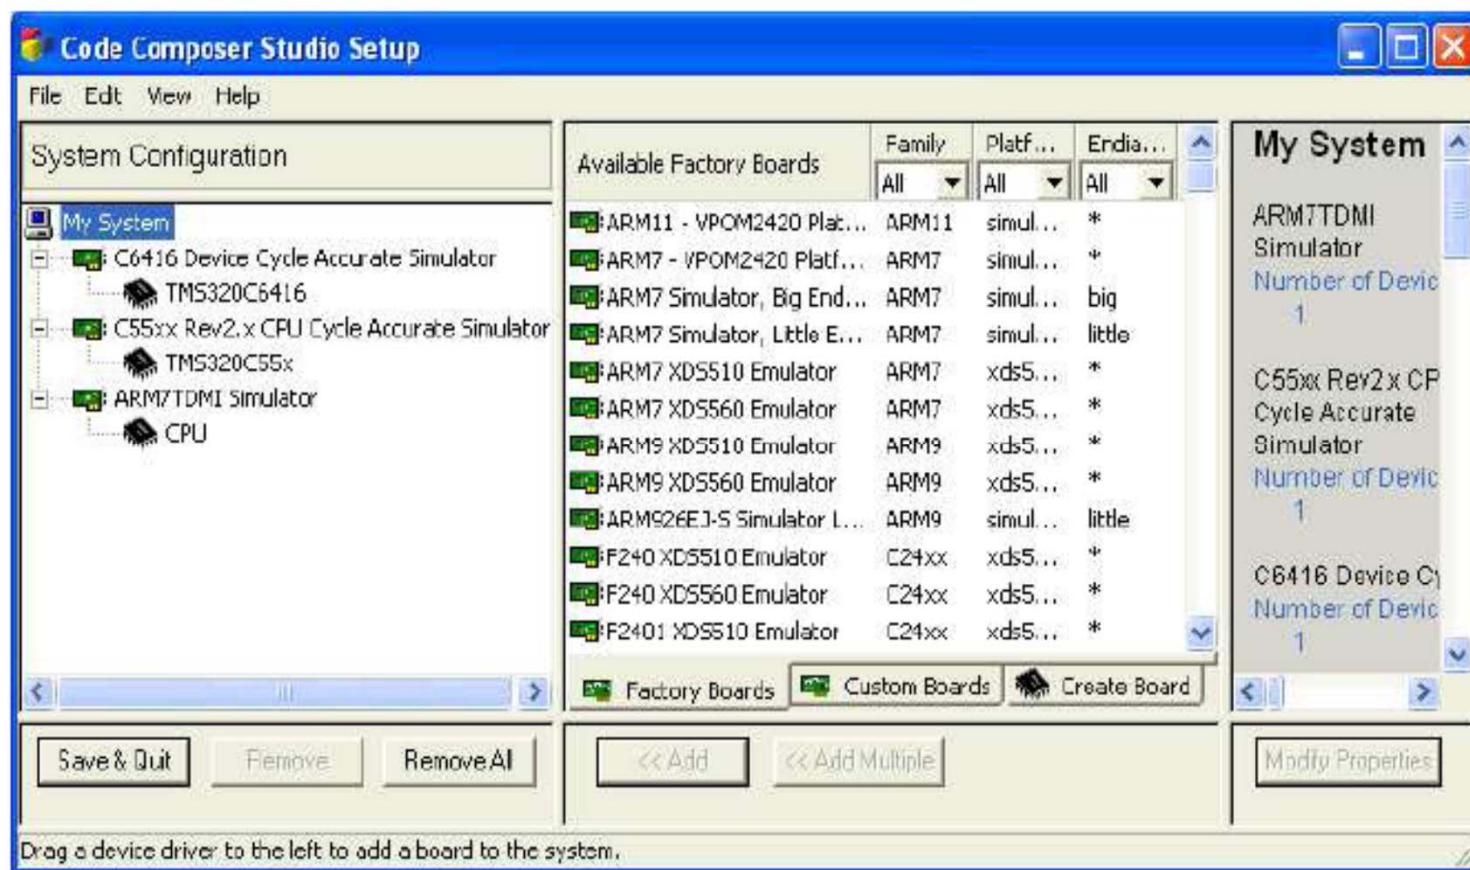 Code Composer Studio Setup
File Edit View Help
System Configuration
My System
C6416 Device Cycle Accurate Simulator
TMS320C6416
C55xx Rev2.x CPU Cycle Accurate Simulator
TMS320C55x
ARM7TDMI Simulator
CPU
Save & Quit Remove Remove All
Available Factory Boards Family Platf... Endia...
All All All
ARM11 - VPOM2420 Plat... ARM11 simul... *
ARM7 - VPOM2420 Platf... ARM7 simul... *
ARM7 Simulator, Big End... ARM7 simul... big
ARM7 Simulator, Little E... ARM7 simul... little
ARM7 XDS510 Emulator ARM7 xds5... *
ARM7 XDS560 Emulator ARM7 xds5... *
ARM9 XDS510 Emulator ARM9 xds5... *
ARM9 XDS560 Emulator ARM9 xds5... *
ARM926EJ-S Simulator L... ARM9 simul... little
F240 XDS510 Emulator C24xx xds5... *
F240 XDS560 Emulator C24xx xds5... *
F2401 XDS510 Emulator C24xx xds5... *
Factory Boards Custom Boards Create Board
<< Add << Add Multiple
My System
ARM7TDMI
Simulator
Number of Devic
1
C55xx Rev2.x CP
Cycle Accurate
Simulator
Number of Devic
1
C6416 Device Cy
Number of Devic
1
Modify Properties
Drag a device driver to the left to add a board to the system.